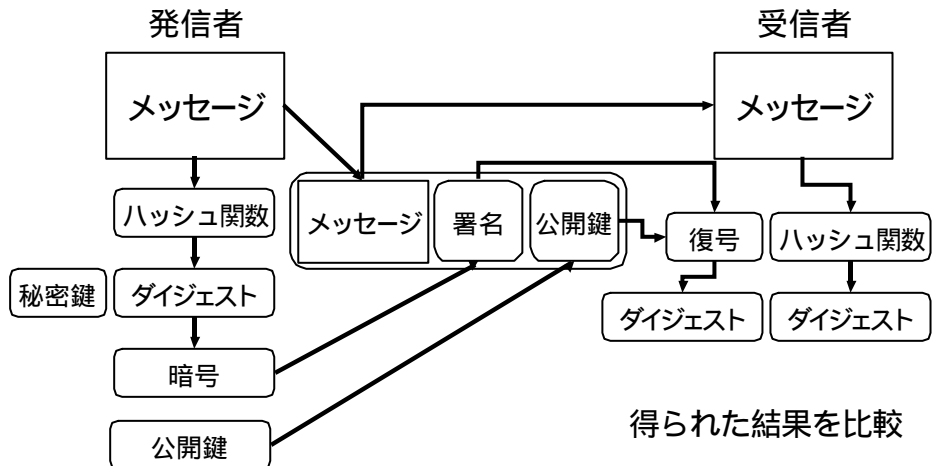 発信者
受信者
メッセージ
メッセージ
ハッシュ関数
メッセージ
署名
公開鍵
復号
ハッシュ関数
秘密鍵
ダイジェスト
ダイジェスト
ダイジェスト
暗号
公開鍵
得られた結果を比較